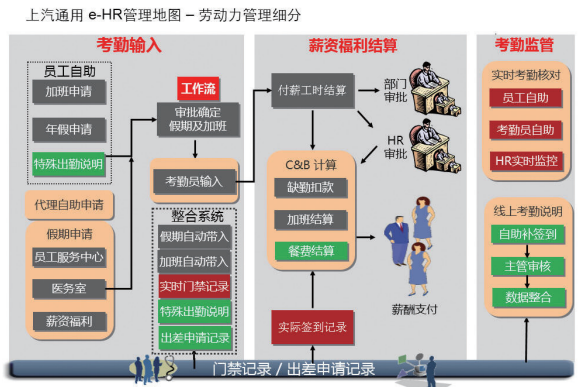 上汽通用 e-HR管理地图 – 劳动力管理细分
考勤输入
员工自助
加班申请
年假申请
特殊出勤说明
代理自助申请
假期申请
员工服务中心
医务室
薪资福利
工作流
审批确定
假期及加班
考勤员输入
整合系统
假期自动带入
加班自动带入
实时门禁记录
特殊出勤说明
出差申请记录
薪资福利结算
付薪工时结算
部门
审批
HR
审批
C&B 计算
缺勤扣款
加班结算
餐费结算
实际签到记录
薪酬支付
考勤监管
实时考勤核对
员工自助
考勤员自助
HR实时监控
线上考勤说明
自助补签到
主管审核
数据整合
门禁记录 / 出差申请记录